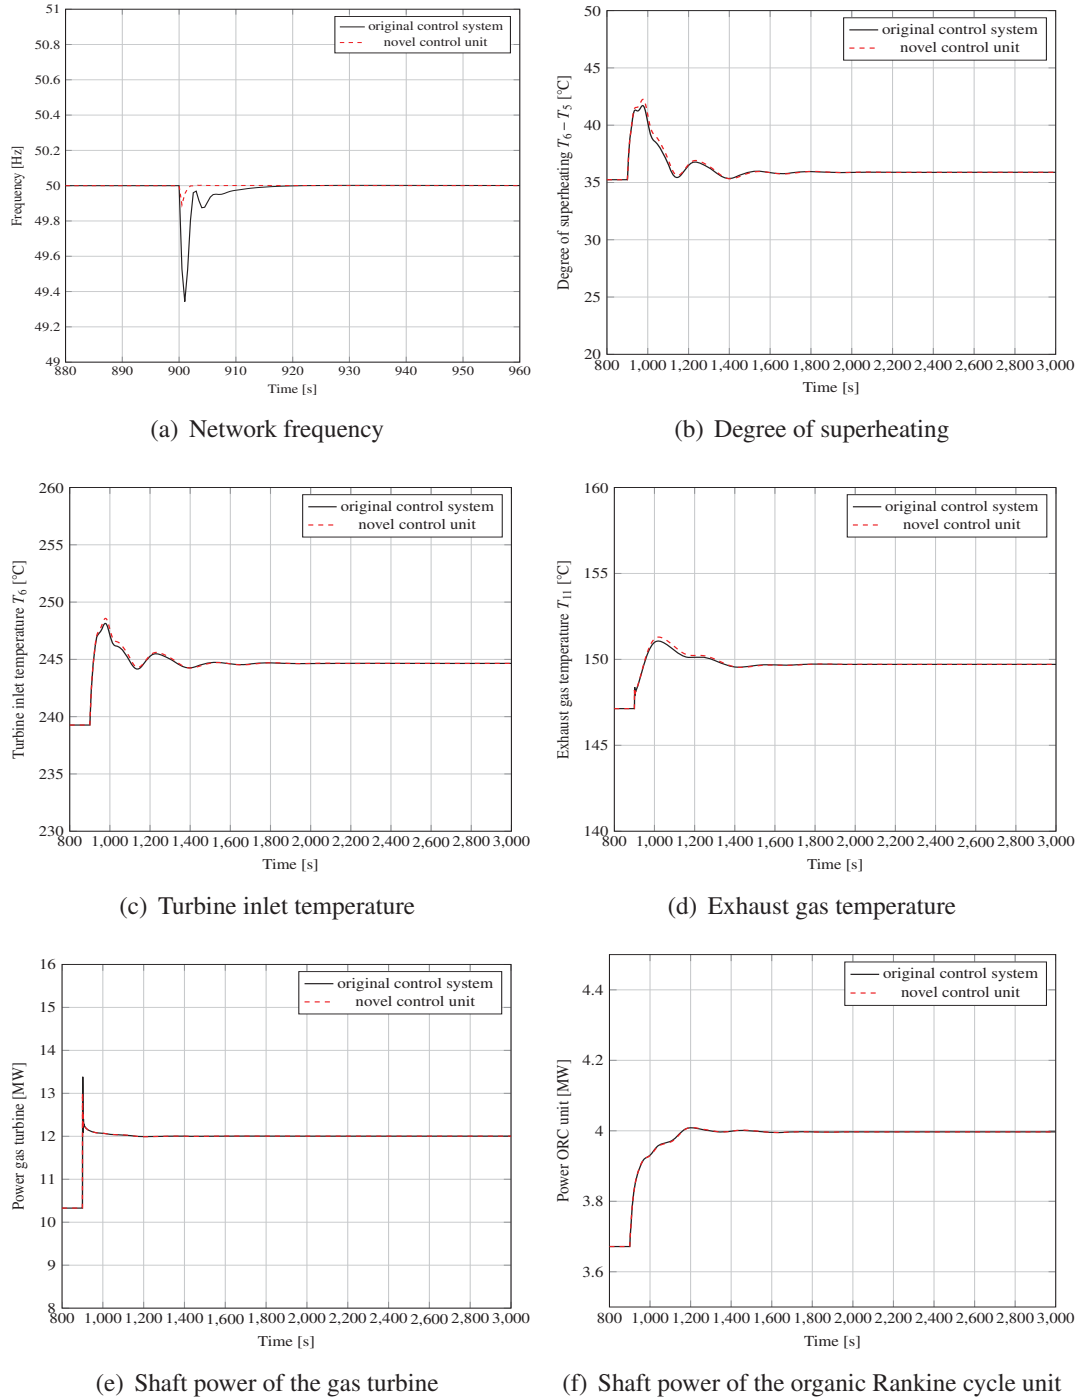 51
50.8
50.6
50.4
50.2
50
49.8
49.6
49.4
49.2
49
Frequency [Hz]
original control system
novel control unit
880 890 900 910 920 930 940 950 960
Time [s]
(a) Network frequency
50
45
40
35
30
25
20
Degree of superheating T6 − T5 [°C]
original control system
novel control unit
800 1,000 1,200 1,400 1,600 1,800 2,000 2,200 2,400 2,600 2,800 3,000
Time [s]
(b) Degree of superheating
260
255
250
245
240
235
230
Turbine inlet temperature T6 [°C]
original control system
novel control unit
800 1,000 1,200 1,400 1,600 1,800 2,000 2,200 2,400 2,600 2,800 3,000
Time [s]
(c) Turbine inlet temperature
160
155
150
145
140
Exhaust gas temperature T11 [°C]
original control system
novel control unit
800 1,000 1,200 1,400 1,600 1,800 2,000 2,200 2,400 2,600 2,800 3,000
Time [s]
(d) Exhaust gas temperature
16
15
14
13
12
11
10
9
8
Power gas turbine [MW]
original control system
novel control unit
800 1,000 1,200 1,400 1,600 1,800 2,000 2,200 2,400 2,600 2,800 3,000
Time [s]
(e) Shaft power of the gas turbine
4.4
4.2
4
3.8
3.6
Power ORC unit [MW]
original control system
novel control unit
800 1,000 1,200 1,400 1,600 1,800 2,000 2,200 2,400 2,600 2,800 3,000
Time [s]
(f) Shaft power of the organic Rankine cycle unit